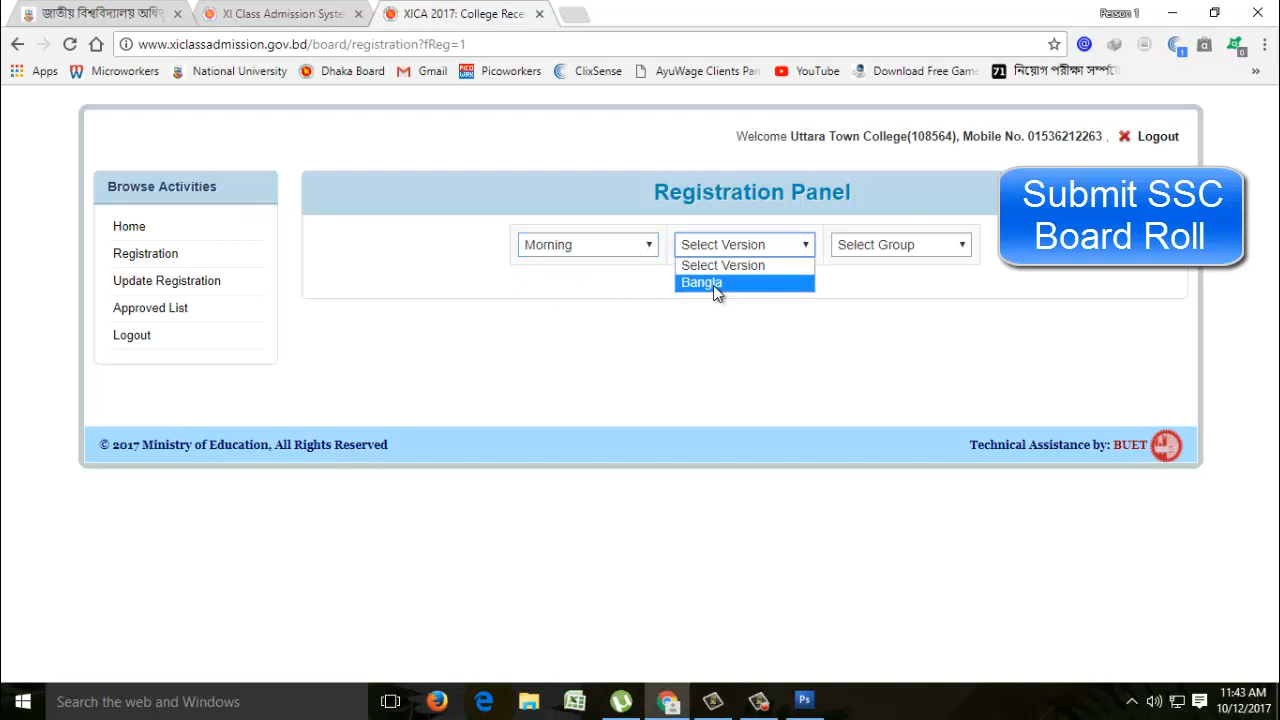 জাতীয় বিশ্ববিদ্যালয় অধিভু
XI Class Admission Syste
XICA 2017: College Rece
Person 1
www.xiclassadmission.gov.bd/board/registration?fReg=1
Apps
Microworkers
National University
Dhaka Board
Gmail
Picoworkers
ClixSense
AyuWage Clients Pan
YouTube
Download Free Game
71 নিয়োগ পরীক্ষা সম্পর্কে
Welcome Uttara Town College(108564), Mobile No. 01536212263 , Logout
Browse Activities
Home
Registration
Update Registration
Approved List
Logout
Registration Panel
Submit SSC
Board Roll
Morning
Select Version
Select Group
Select Version
Bangla
© 2017 Ministry of Education, All Rights Reserved
Technical Assistance by: BUET
Search the web and Windows
Ps
11:43 AM
10/12/2017